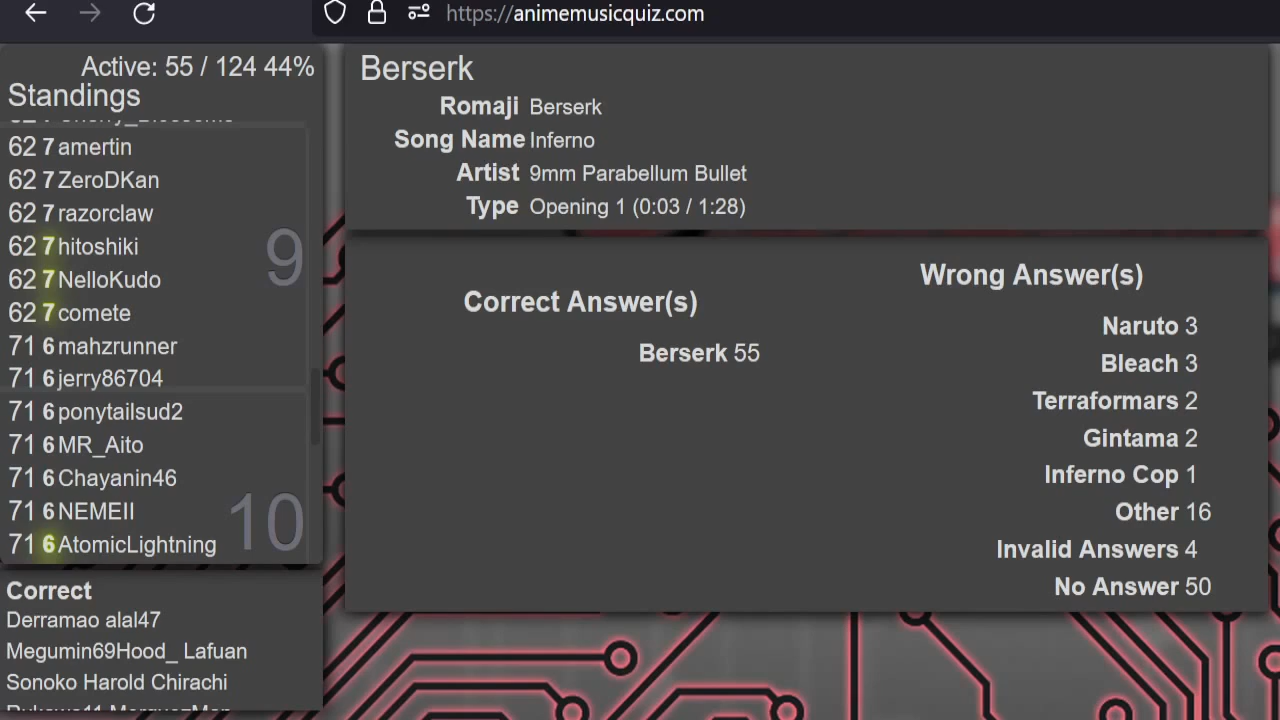 https://animemusicquiz.com
Active: 55 / 124 44%
Standings
62 7 amertin
62 7 ZeroDKan
62 7 razorclaw
62 7 hitoshiki
9
62 7 NelloKudo
62 7 comete
71 6 mahzrunner
71 6 jerry86704
71 6 ponytailsud2
71 6 MR_Aito
71 6 Chayanin46
71 6 NEMEII
10
71 6 AtomicLightning
Correct
Derramao alal47
Megumin69Hood_ Lafuan
Sonoko Harold Chirachi
Berserk
Romaji Berserk
Song Name Inferno
Artist 9mm Parabellum Bullet
Type Opening 1 (0:03 / 1:28)
Correct Answer(s)
Berserk 55
Wrong Answer(s)
Naruto 3
Bleach 3
Terraformars 2
Gintama 2
Inferno Cop 1
Other 16
Invalid Answers 4
No Answer 50